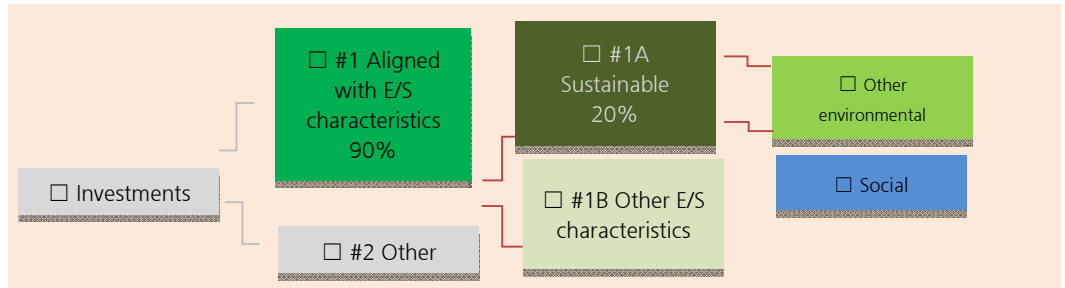 ☐ Investments
☐ #1 Aligned
with E/S
characteristics
90%
☐ #2 Other
☐ #1A
Sustainable
20%
☐ #1B Other E/S
characteristics
☐ Other
environmental
☐ Social